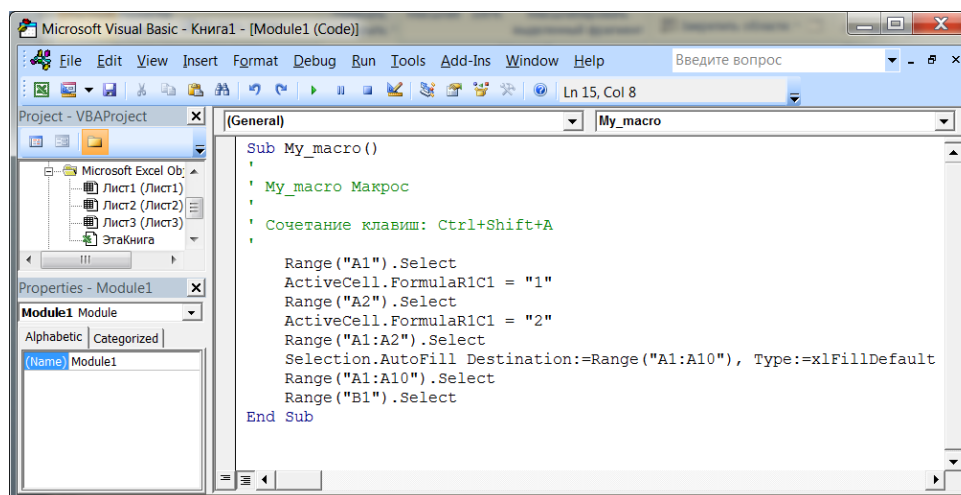 Microsoft Visual Basic - Книга1 - [Module1 (Code)]
File Edit View Insert Format Debug Run Tools Add-Ins Window Help Введите вопрос
Ln 15, Col 8
Project - VBAProject
Microsoft Excel Obj
Лист1 (Лист1)
Лист2 (Лист2)
Лист3 (Лист3)
ЭтаКнига
Properties - Module1
Module1 Module
Alphabetic Categorized
(Name) Module1
(General) My_macro
Sub My_macro()
'
' My_macro Макрос
'
' Сочетание клавиш: Ctrl+Shift+A
'
Range("A1").Select
ActiveCell.FormulaR1C1 = "1"
Range("A2").Select
ActiveCell.FormulaR1C1 = "2"
Range("A1:A2").Select
Selection.AutoFill Destination:=Range("A1:A10"), Type:=xlFillDefault
Range("A1:A10").Select
Range("B1").Select
End Sub